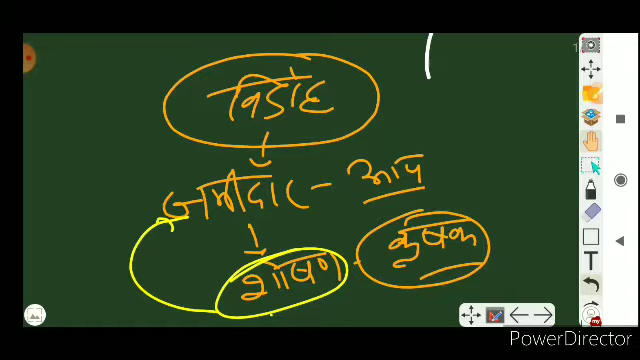 विद्रोह
जमीदार - आय
शोषण - कृषक
PowerDirector